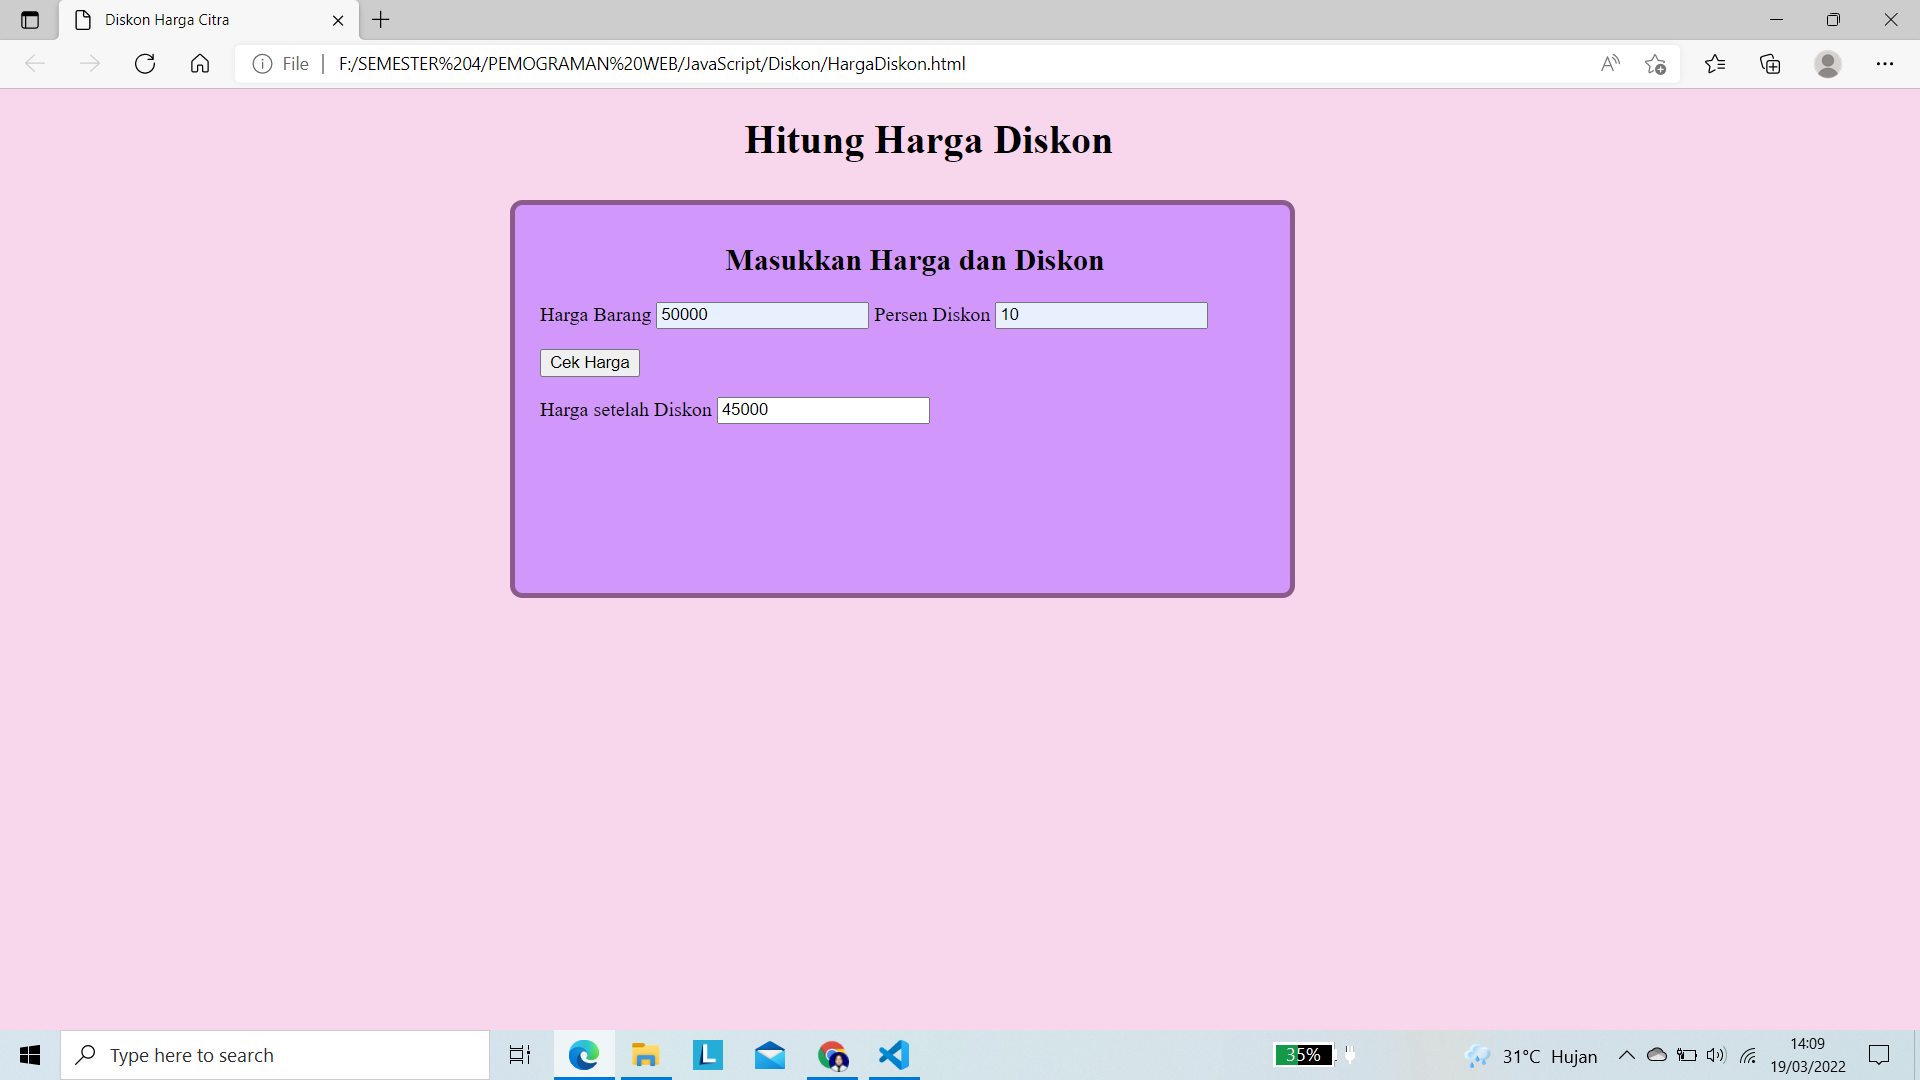 Diskon Harga Citra
File F:/SEMESTER%204/PEMOGRAMAN%20WEB/JavaScript/Diskon/HargaDiskon.html
Hitung Harga Diskon
Masukkan Harga dan Diskon
Harga Barang 50000 Persen Diskon 10
Cek Harga
Harga setelah Diskon 45000
Type here to search
L
35%
31°C Hujan
14:09
19/03/2022